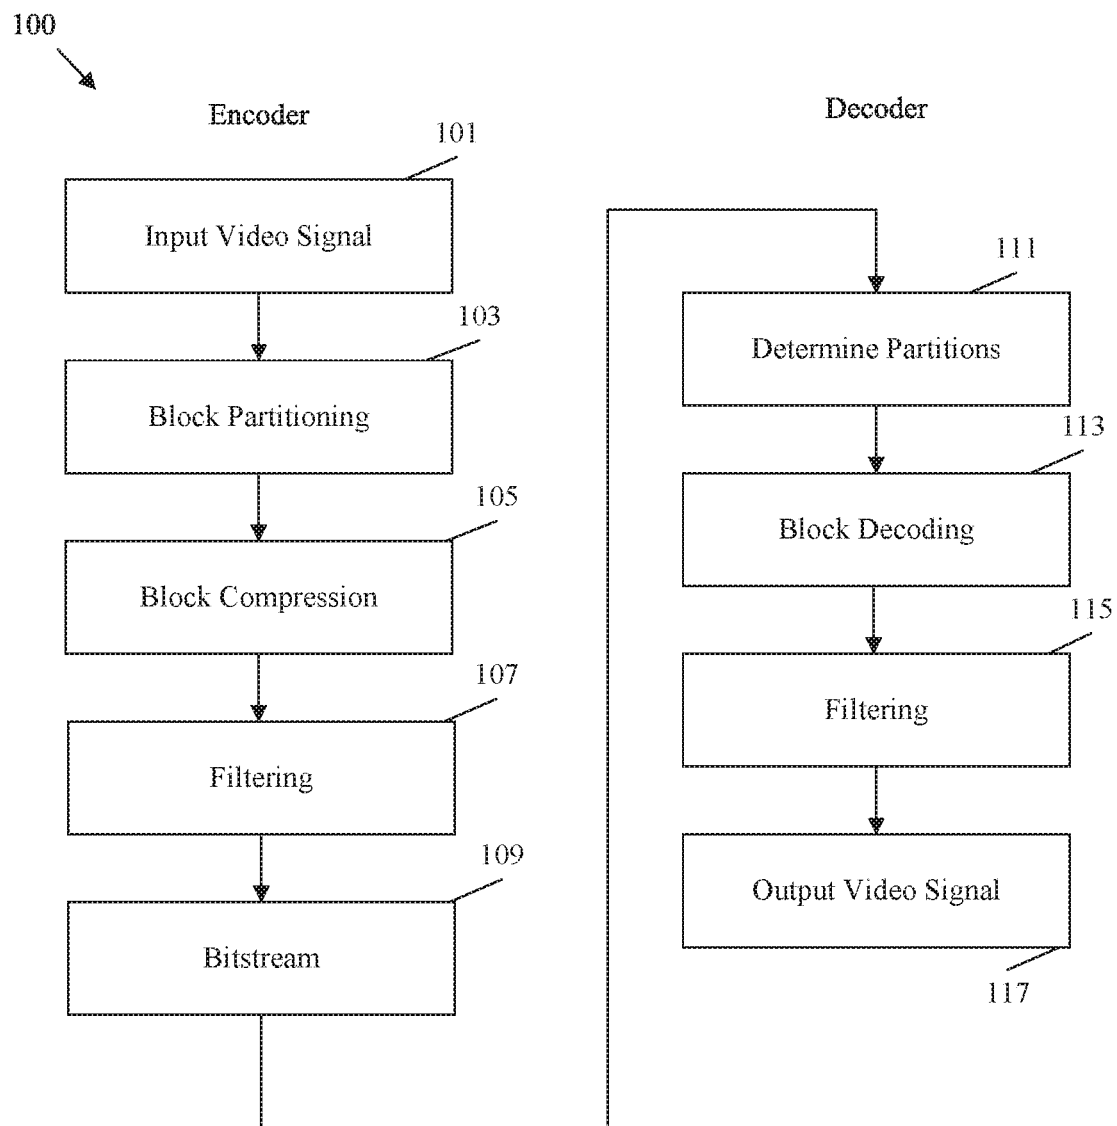 100
Encoder
101
Input Video Signal
103
Block Partitioning
105
Block Compression
107
Filtering
109
Bitstream
Decoder
111
Determine Partitions
113
Block Decoding
115
Filtering
Output Video Signal
117